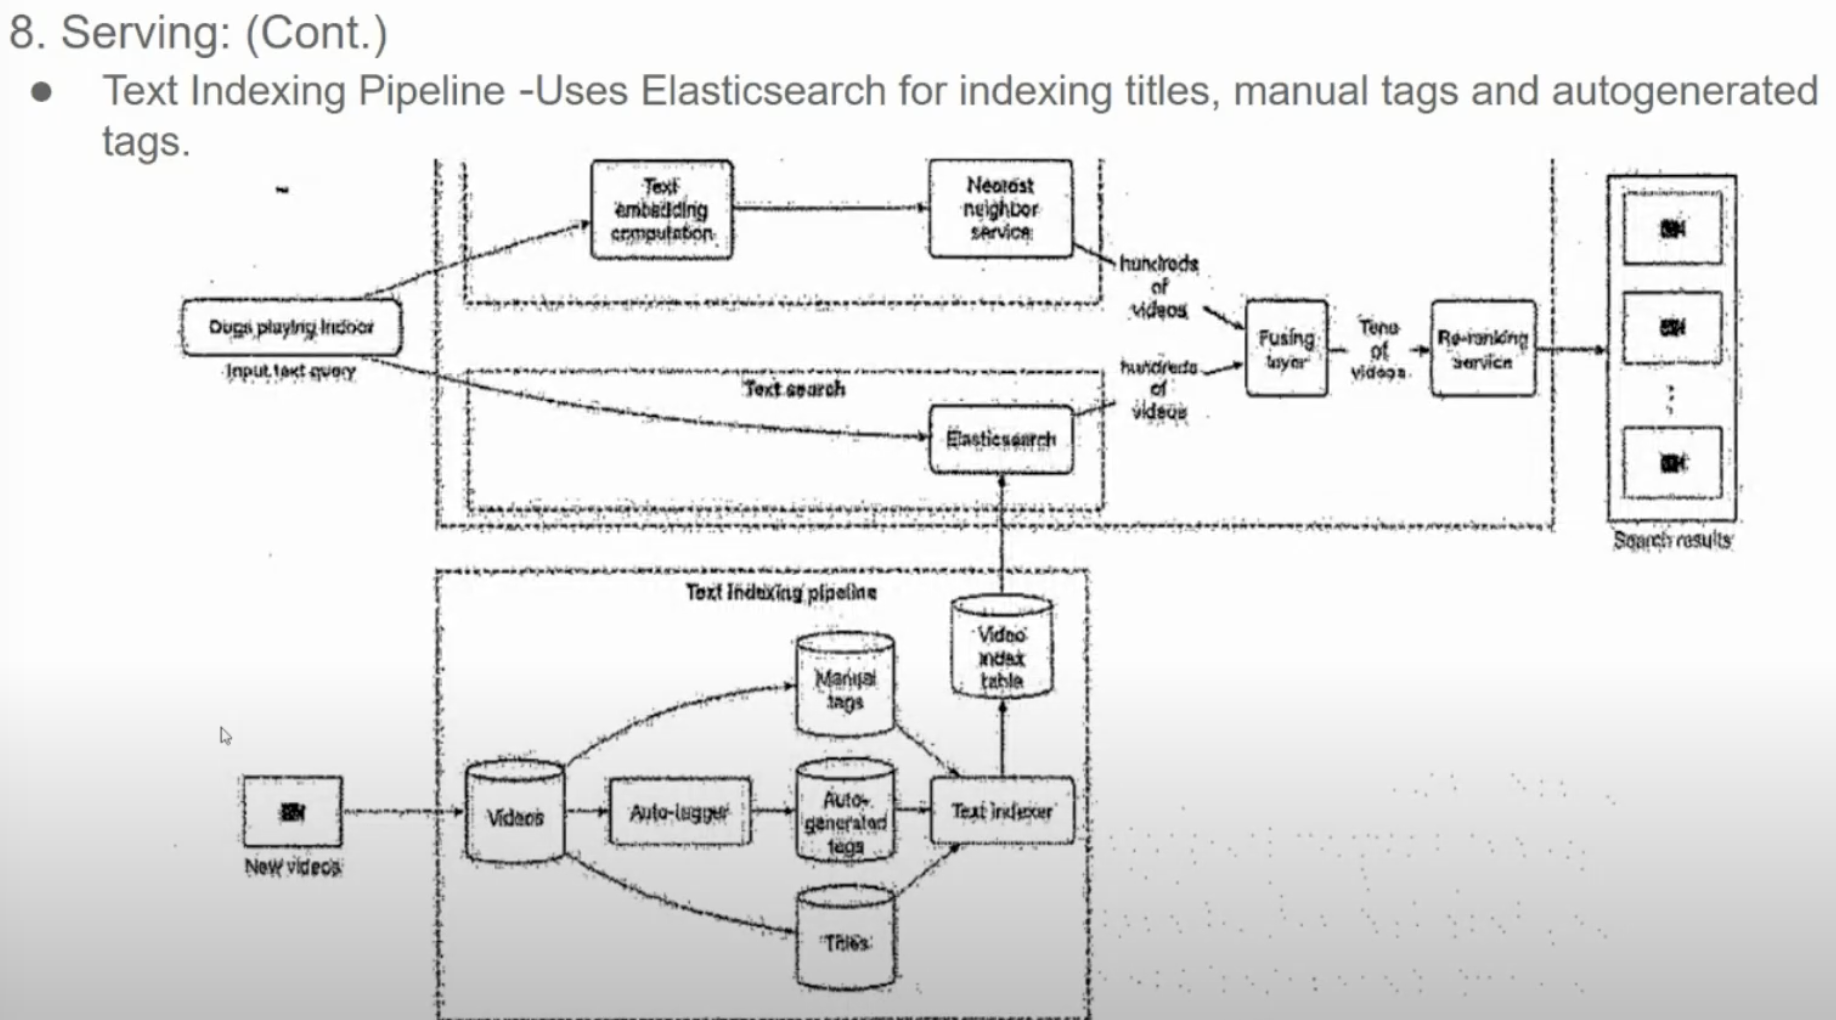 8. Serving: (Cont.)
● Text Indexing Pipeline -Uses Elasticsearch for indexing titles, manual tags and autogenerated
tags.
Text
embedding
computation
Nearest
neighbor
service
hundreds
of
videos
Dogs playing indoor
Input text query
Fusing
layer
Tens
of
videos
Re-ranking
service
Text search
hundreds
of
videos
Elasticsearch
Search results
Text indexing pipeline
Video
index
table
Manual
tags
Videos
Auto-tagger
Auto-
generated
tags
Text indexer
New videos
Titles